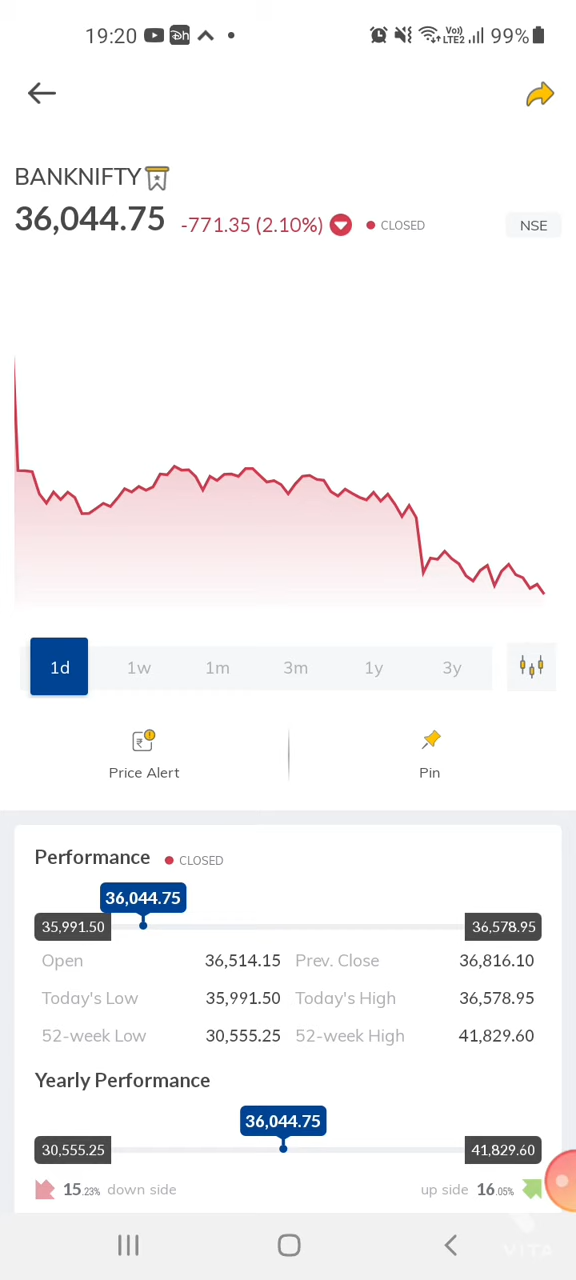 19:20 Dh Vo) LTE2 99%
BANKNIFTY
36,044.75 -771.35 (2.10%) CLOSED NSE
1d 1w 1m 3m 1y 3y
Price Alert Pin
Performance CLOSED
36,044.75
35,991.50 36,578.95
Open 36,514.15 Prev. Close 36,816.10
Today's Low 35,991.50 Today's High 36,578.95
52-week Low 30,555.25 52-week High 41,829.60
Yearly Performance
36,044.75
30,555.25 41,829.60
15.23% down side up side 16.05%
VITA